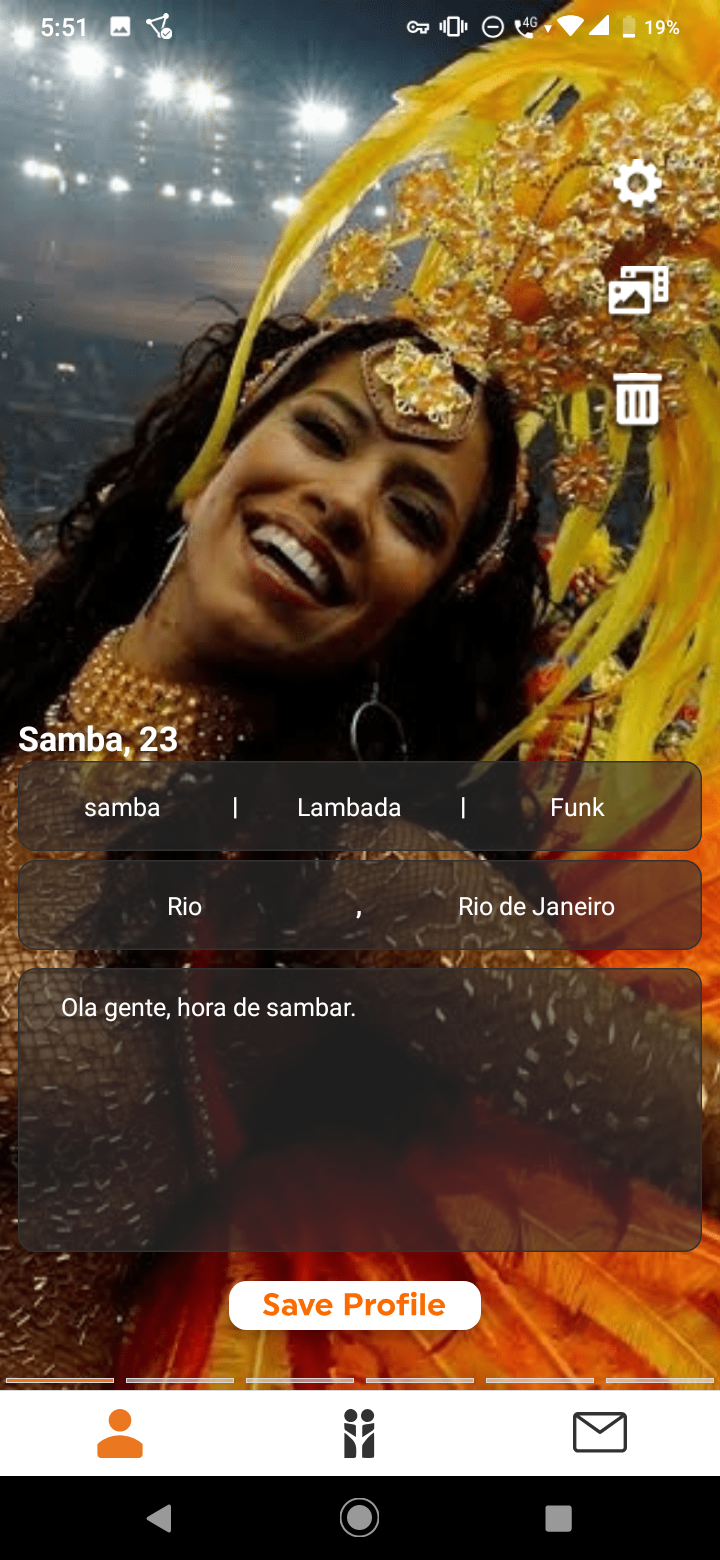 5:51
4G
19%
Samba, 23
samba | Lambada | Funk
Rio , Rio de Janeiro
Ola gente, hora de sambar.
Save Profile